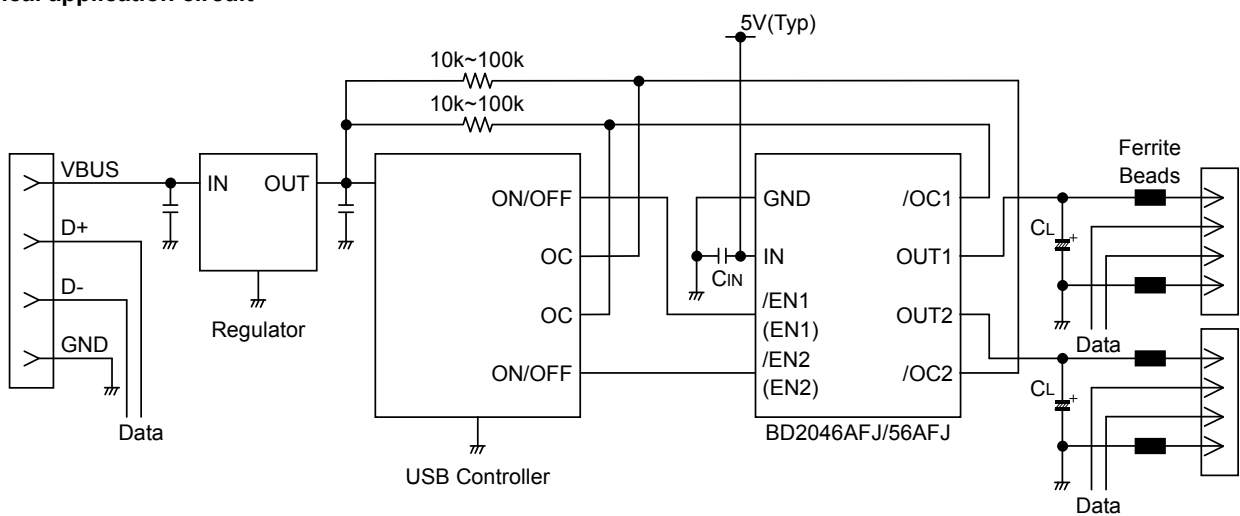 5V(Typ)
10k~100k
10k~100k
VBUS
D+
D-
GND
Data
IN
OUT
Regulator
ON/OFF
OC
OC
ON/OFF
USB Controller
CIN
GND
IN
/EN1
(EN1)
/EN2
(EN2)
/OC1
OUT1
OUT2
/OC2
BD2046AFJ/56AFJ
Ferrite
Beads
CL
+
Data
CL
+
Data